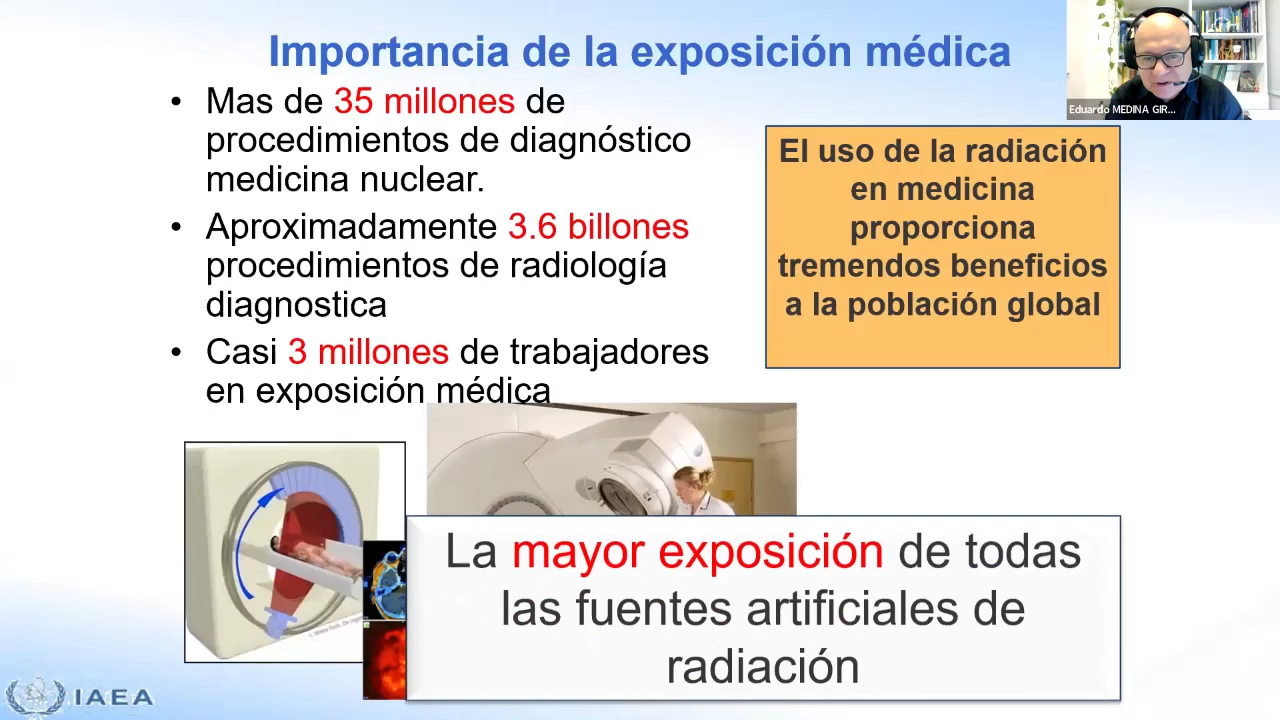 Importancia de la exposición médica
• Mas de 35 millones de
procedimientos de diagnóstico
medicina nuclear.
• Aproximadamente 3.6 billones
procedimientos de radiología
diagnostica
• Casi 3 millones de trabajadores
en exposición médica
El uso de la radiación
en medicina
proporciona
tremendos beneficios
a la población global
La mayor exposición de todas
las fuentes artificiales de
radiación
IAEA
Eduardo MEDINA GIR...